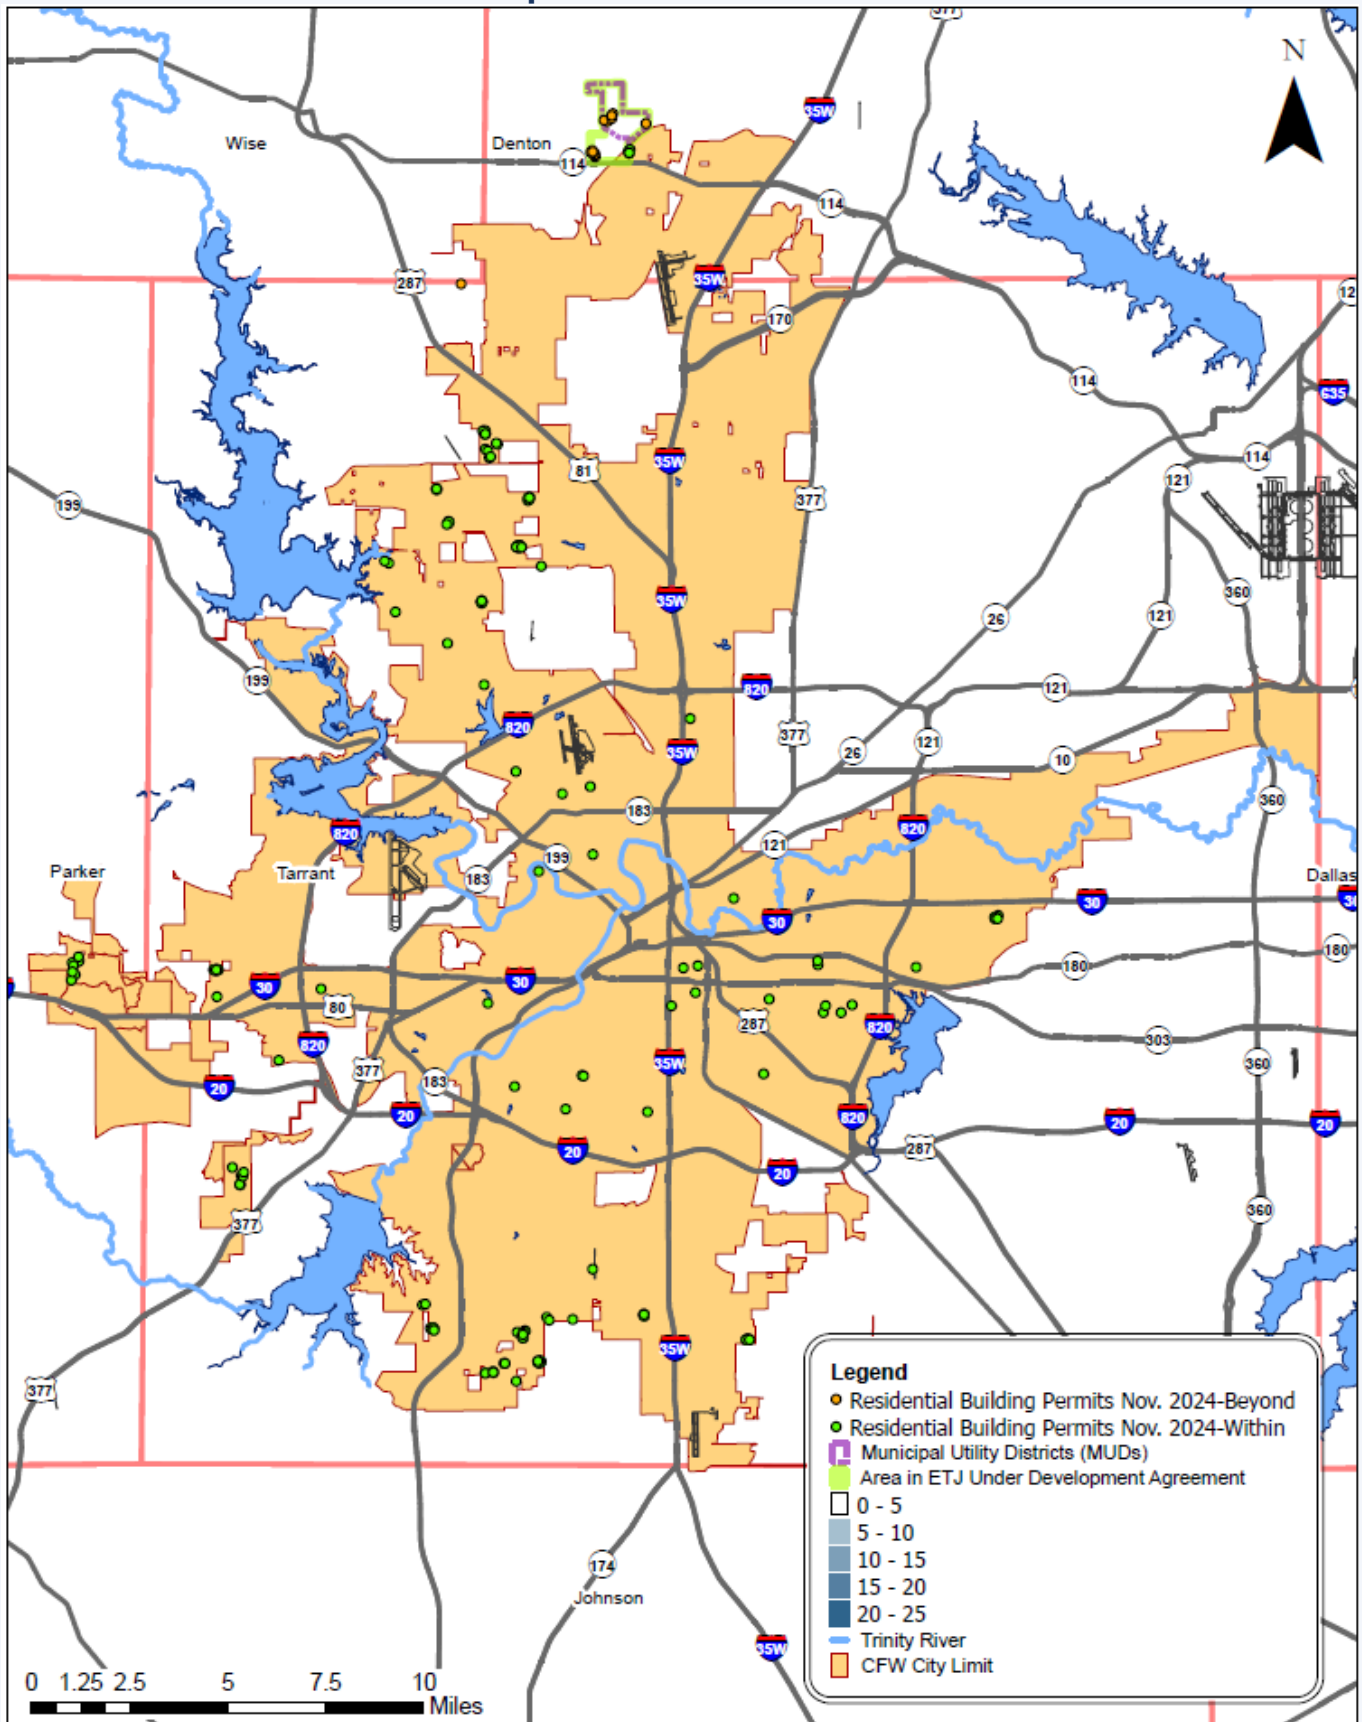 377
N
35W
Wise
Denton
114
114
287
35W
12
170
114
635
81
35W
114
121
377
199
35W
360
26
121
199
820
121
820
377
35W
121
26
10
183
360
820
820
121
199
Parker
Tarrant
183
Dallas
30
30
30
180
180
30
30
80
287
820
303
820
35W
360
377
183
20
20
820
20
20
287
20
20
377
360
35W
377
Legend
Residential Building Permits Nov. 2024-Beyond
Residential Building Permits Nov. 2024-Within
Municipal Utility Districts (MUDs)
Area in ETJ Under Development Agreement
0 - 5
5 - 10
10 - 15
15 - 20
20 - 25
Trinity River
CFW City Limit
174
Johnson
35W
0 1.25 2.5 5 7.5 10
Miles